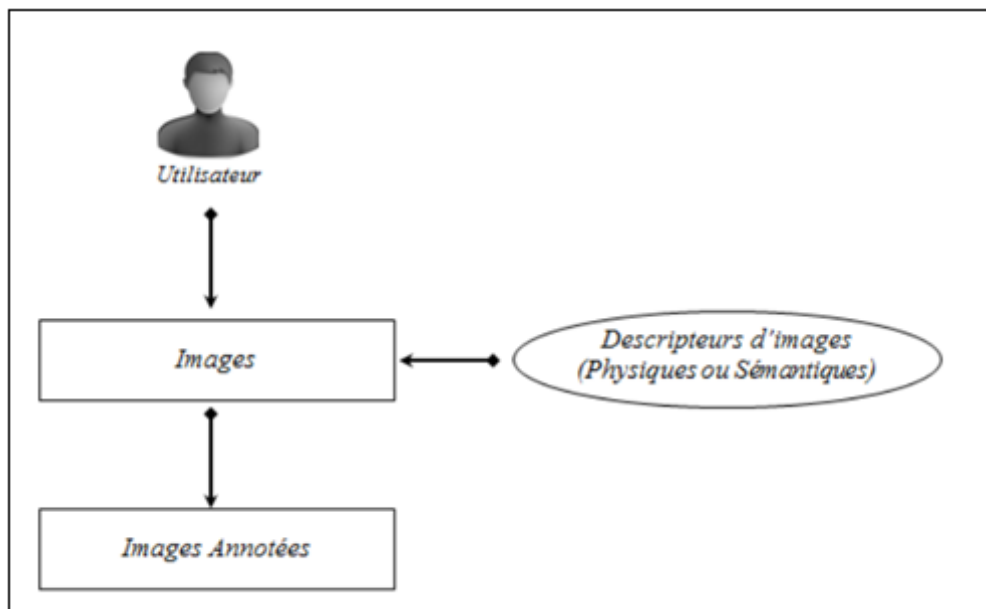 Utilisateur
Images
Descripteurs d'images
(Physiques ou Sémantiques)
Images Annotées